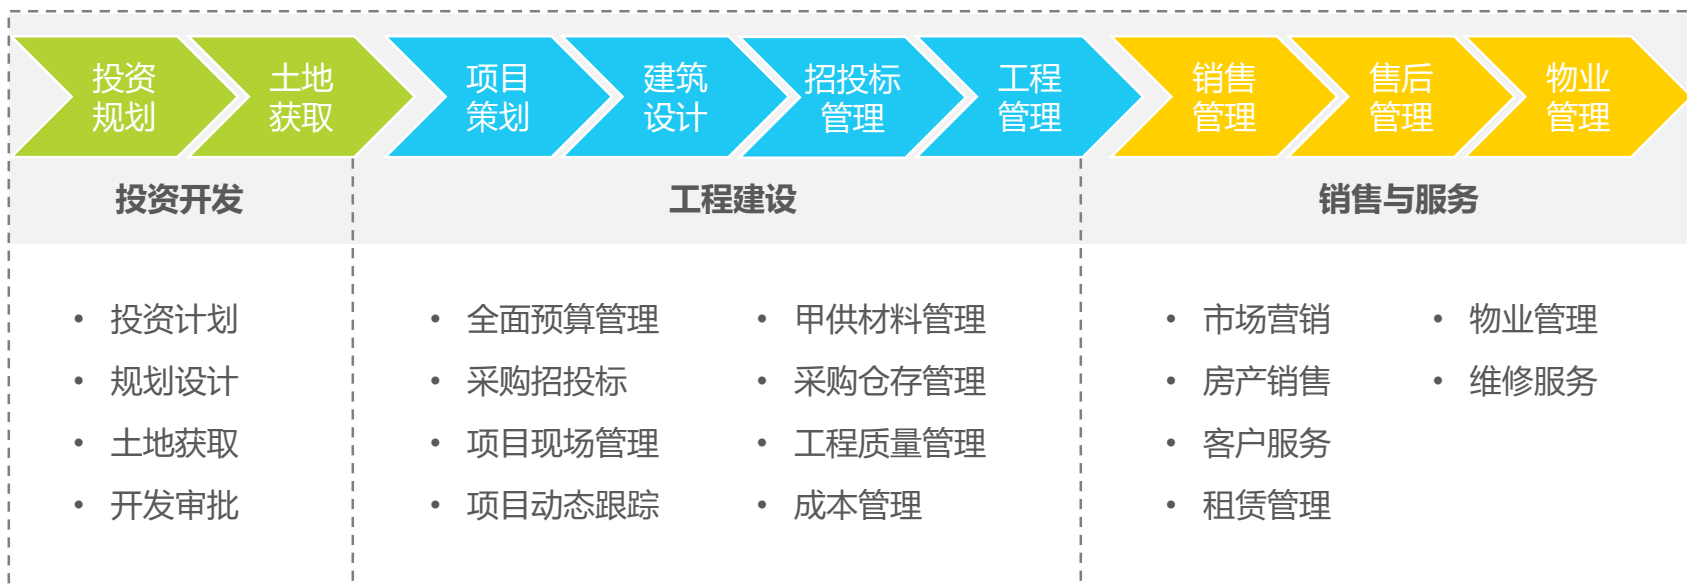 投资
规划
土地
获取
项目
策划
建筑
设计
招投标
管理
工程
管理
销售
管理
售后
管理
物业
管理
投资开发
工程建设
销售与服务
• 投资计划
• 规划设计
• 土地获取
• 开发审批
• 全面预算管理
• 采购招投标
• 项目现场管理
• 项目动态跟踪
• 甲供材料管理
• 采购仓存管理
• 工程质量管理
• 成本管理
• 市场营销
• 房产销售
• 客户服务
• 租赁管理
• 物业管理
• 维修服务